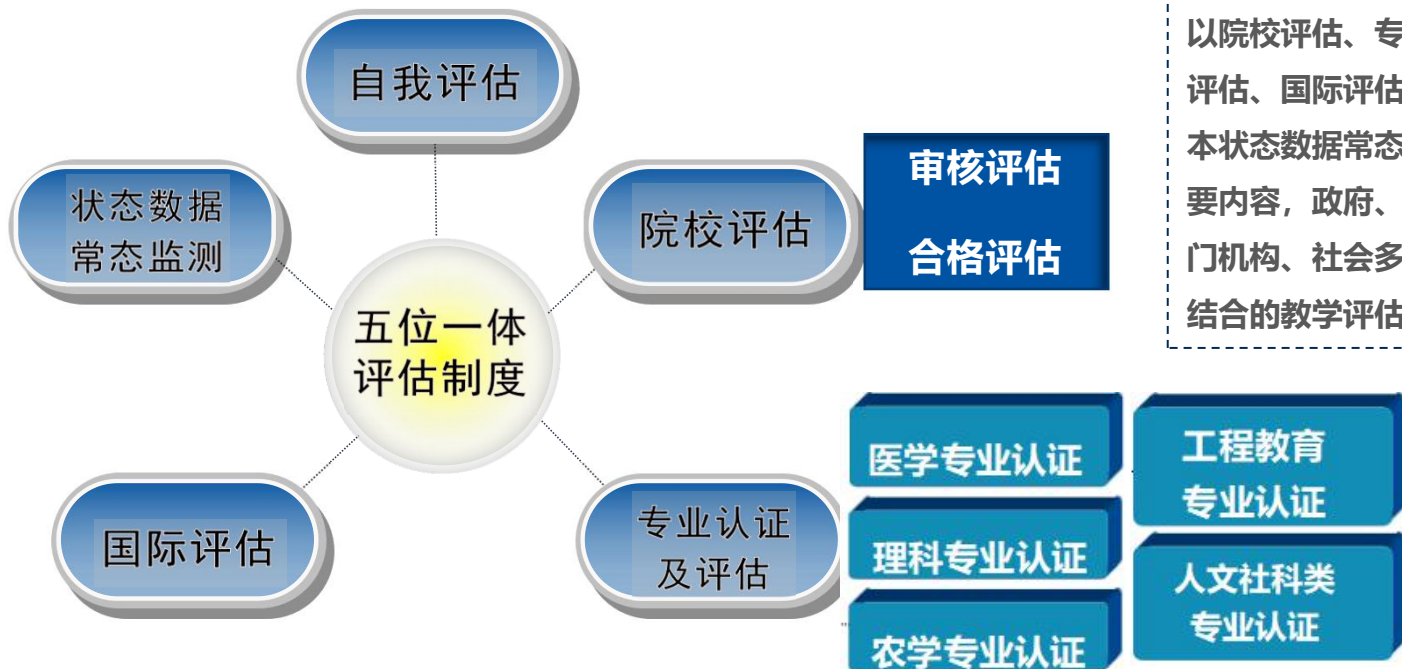 自我评估
状态数据
常态监测
院校评估
审核评估
合格评估
五位一体
评估制度
国际评估
专业认证
及评估
医学专业认证
理科专业认证
农学专业认证
工程教育
专业认证
人文社科类
专业认证
以院校评估、专
评估、国际评估
本状态数据常态
要内容，政府、
门机构、社会多
结合的教学评估